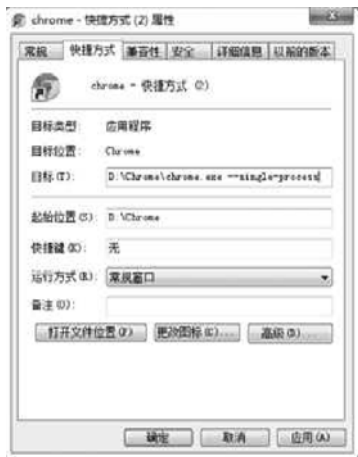 chrome - 快捷方式 (2) 属性
常规 快捷方式 兼容性 安全 详细信息 以前的版本
chrome - 快捷方式 (2)
目标类型: 应用程序
目标位置: Chrome
目标(T): D:\Chrome\chrome.exe --single-process
起始位置(S): D:\Chrome
快捷键(K): 无
运行方式(R): 常规窗口
备注(O):
打开文件位置(F) 更改图标(C)... 高级(D)...
确定 取消 应用(A)